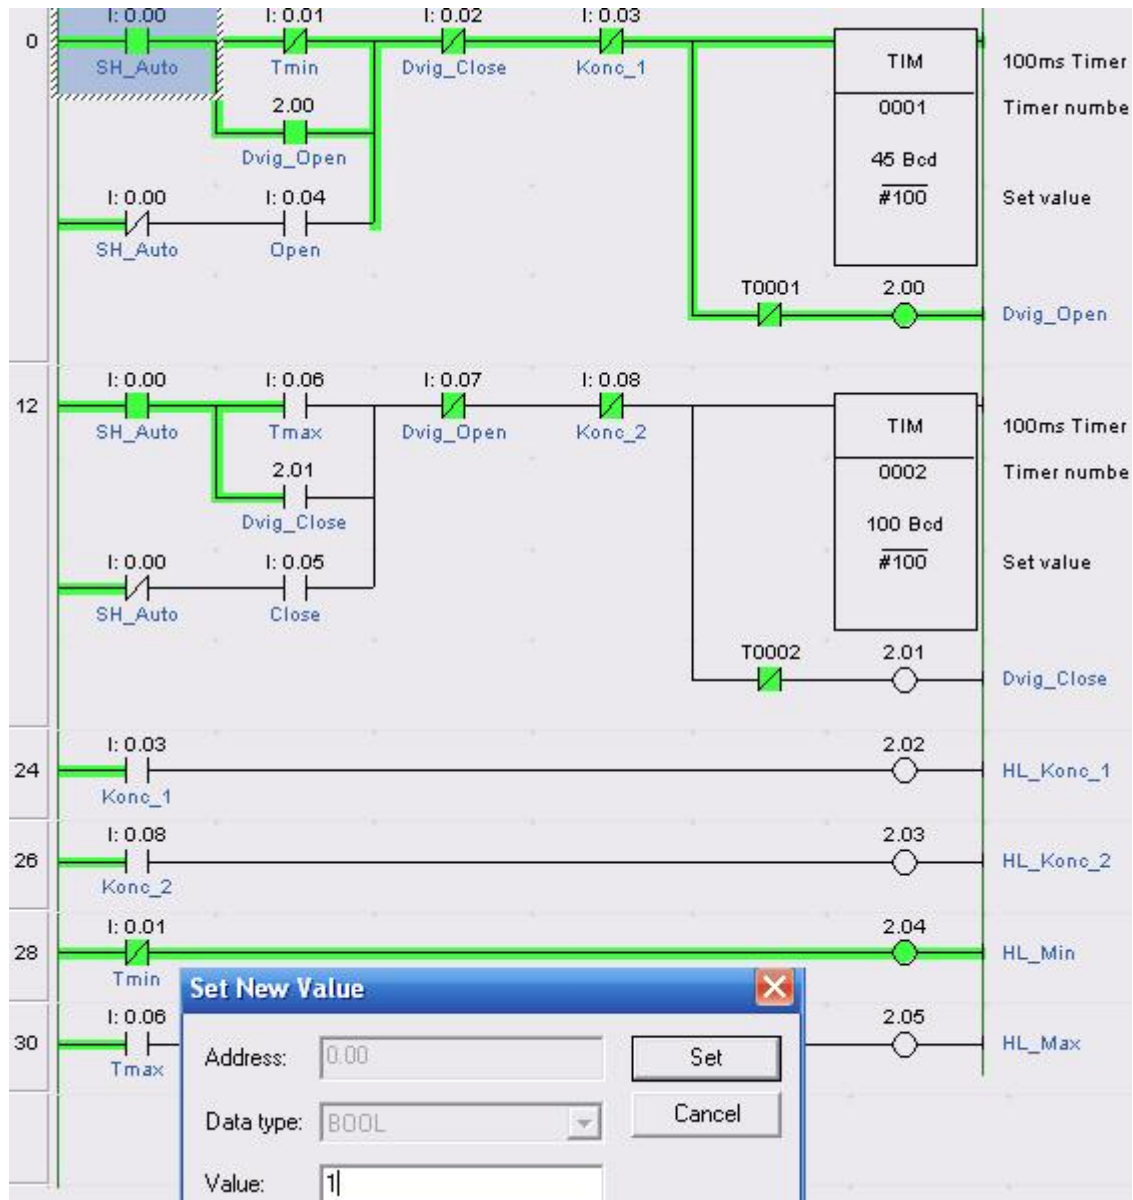 I: 0.00 I: 0.01 I: 0.02 I: 0.03
0 TIM 100ms Timer
SH_Auto Tmin Dvig_Close Konc_1
2.00 0001 Timer numbe
Dvig_Open 45 Bcd
I: 0.00 I: 0.04 #100 Set value
SH_Auto Open
T0001 2.00
Dvig_Open
I: 0.00 I: 0.06 I: 0.07 I: 0.08
12 TIM 100ms Timer
SH_Auto Tmax Dvig_Open Konc_2
2.01 0002 Timer numbe
Dvig_Close 100 Bcd
I: 0.00 I: 0.05 #100 Set value
SH_Auto Close
T0002 2.01
Dvig_Close
I: 0.03 2.02
24 HL_Konc_1
Konc_1
I: 0.08 2.03
26 HL_Konc_2
Konc_2
I: 0.01 2.04
28 HL_Min
Tmin
I: 0.06 2.05
30 HL_Max
Tmax
Set New Value
Address: 0.00 Set
Data type: BOOL Cancel
Value: 1